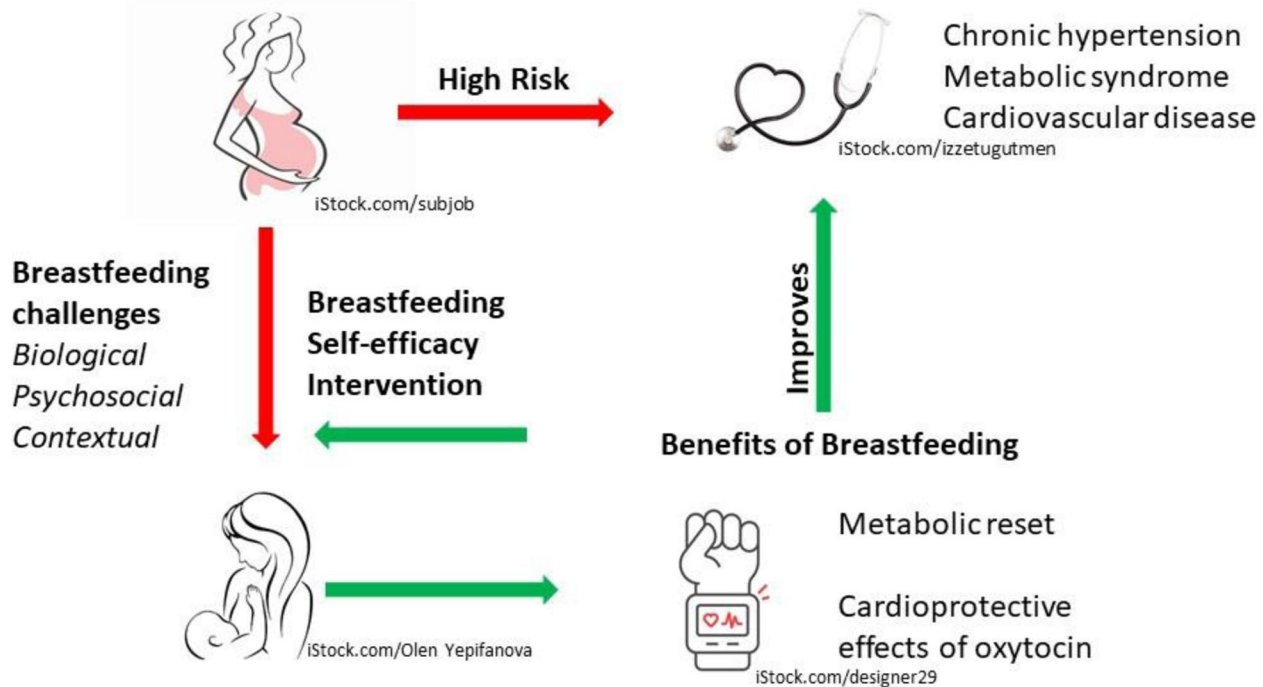 High Risk
Chronic hypertension
Metabolic syndrome
Cardiovascular disease
iStock.com/izzetugutmen
iStock.com/subjob
Breastfeeding
challenges
Biological
Psychosocial
Contextual
Breastfeeding
Self-efficacy
Intervention
Improves
Benefits of Breastfeeding
Metabolic reset
Cardioprotective
effects of oxytocin
iStock.com/Olen Yepifanova
iStock.com/designer29